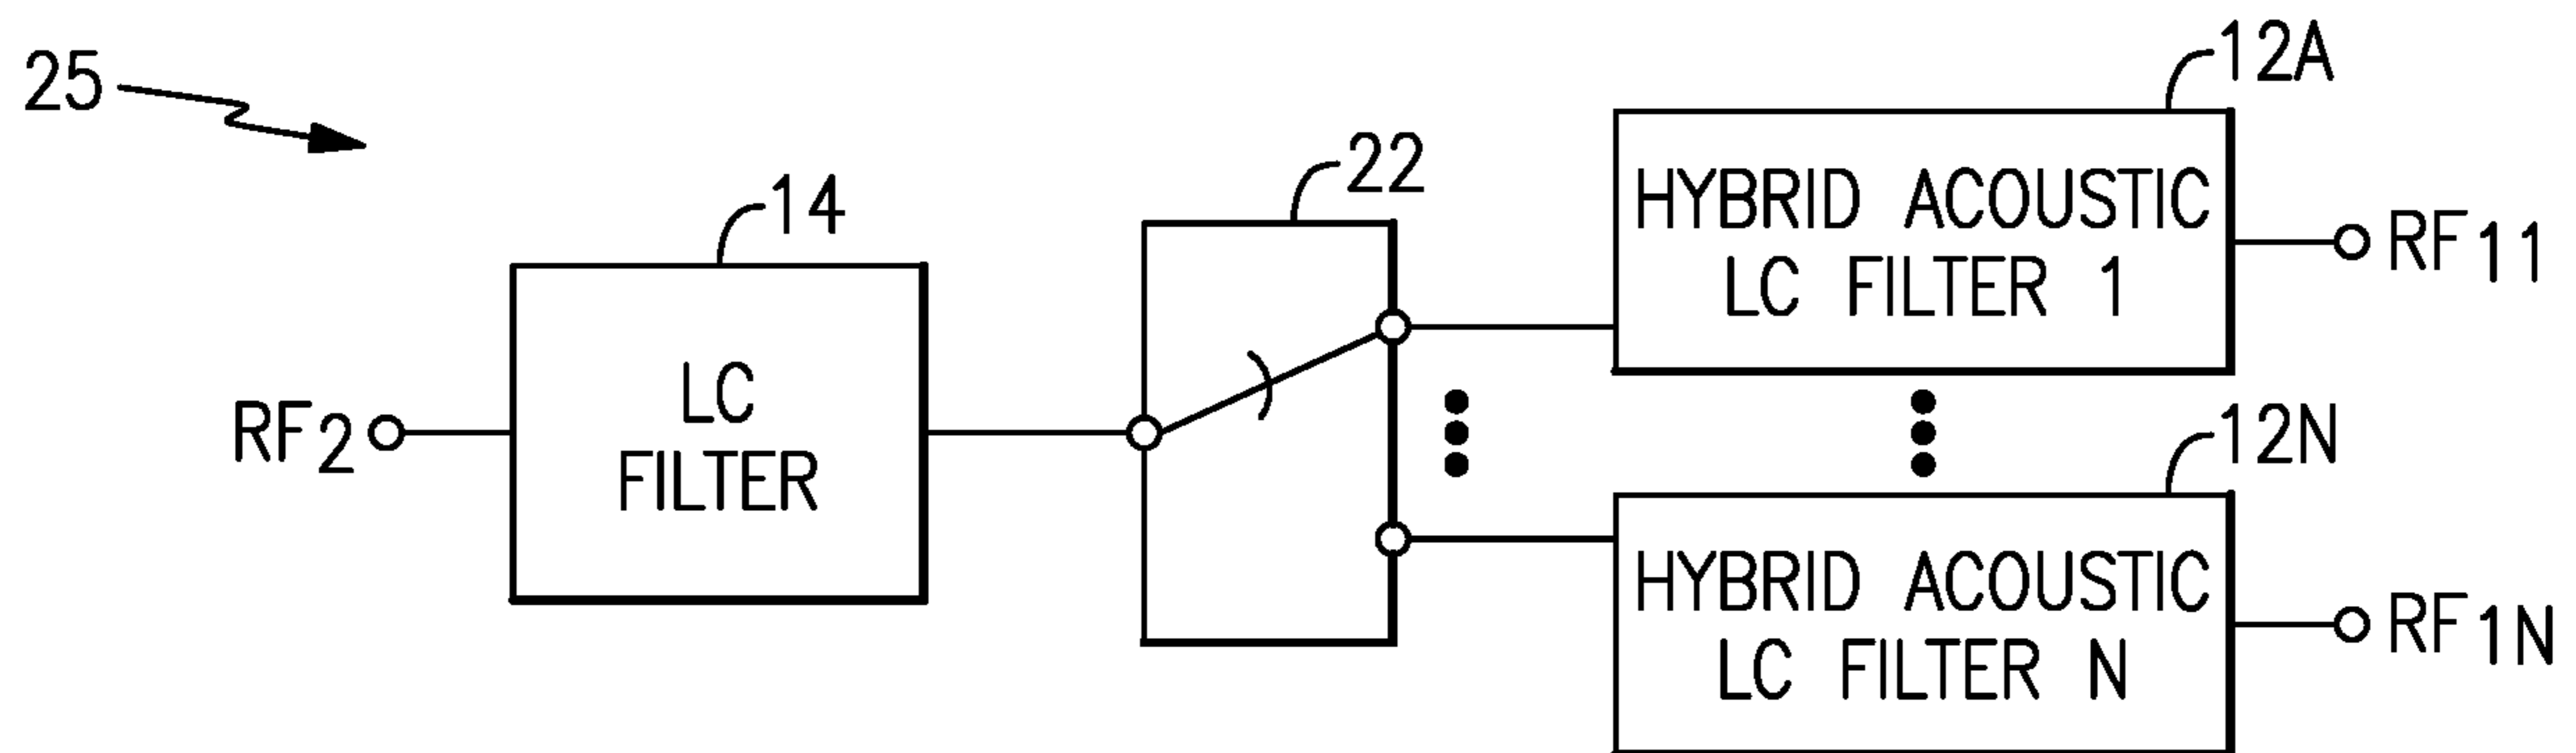 25
14
22
12A
HYBRID ACOUSTIC
LC FILTER 1
RF11
LC
FILTER
RF2
12N
HYBRID ACOUSTIC
LC FILTER N
RF1N